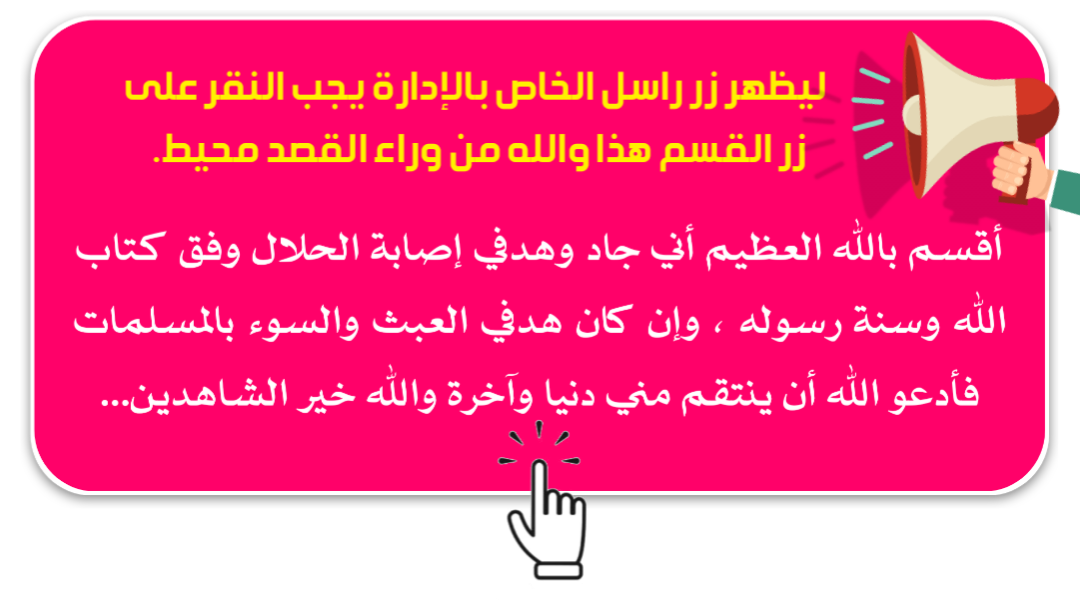 ليظهر زر راسل الخاص بالإدارة يجب النقر على
زر القسم هذا والله من وراء القصد محيط.
أقسم بالله العظيم أني جاد وهدفي إصابة الحلال وفق كتاب
الله وسنة رسوله ، وإن كان هدفي العبث والسوء بالمسلمات
فأدعو الله أن ينتقم مني دنيا وآخرة والله خير الشاهدين...